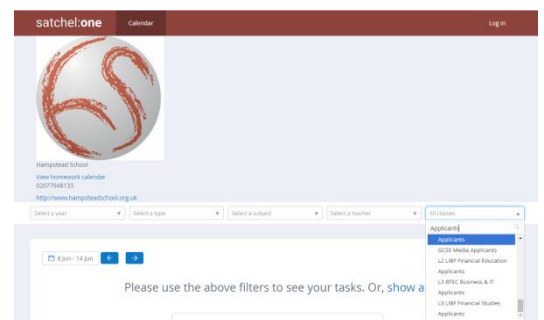 satchel:one Calendar Log in
Hampstead School
View homework calendar
02077948133
http://www.hampsteadschool.org.uk
Select a year Select a type Select a subject Select a teacher All classes
Applicants
Applicants
GCSE Media Applicants
L2 LIBF Financial Education
Applicants
L3 BTEC Business & IT
Applicants
L3 LIBF Financial Studies
Applicants
8 Jun - 14 Jun
Please use the above filters to see your tasks. Or, show a